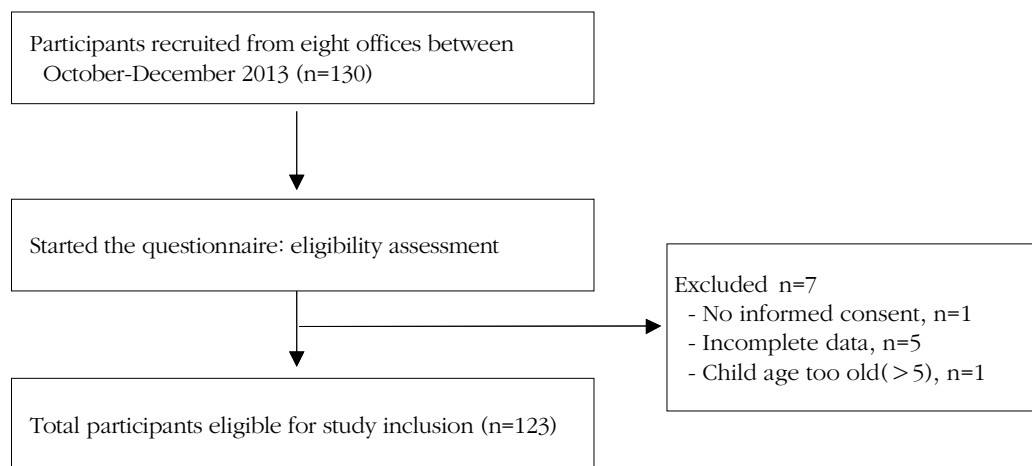 Participants recruited from eight offices between
October-December 2013 (n=130)
Started the questionnaire: eligibility assessment
Excluded n=7
- No informed consent, n=1
- Incomplete data, n=5
- Child age too old(>5), n=1
Total participants eligible for study inclusion (n=123)